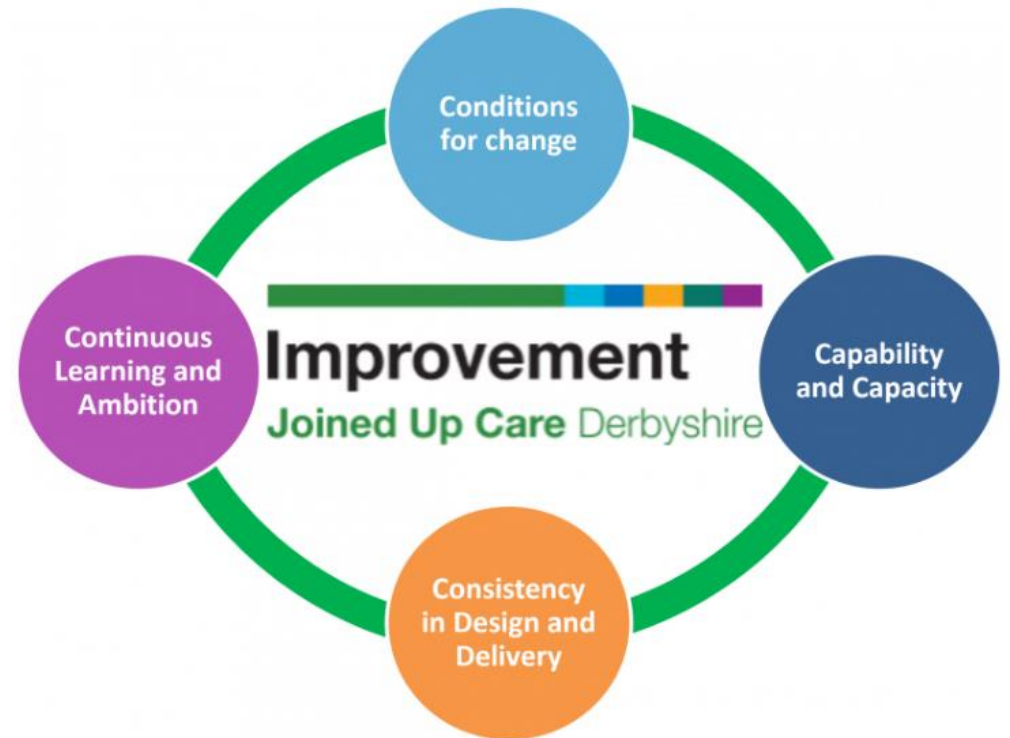 Conditions
for change
Continuous
Learning and
Ambition
Improvement
Joined Up Care Derbyshire
Capability
and Capacity
Consistency
in Design and
Delivery